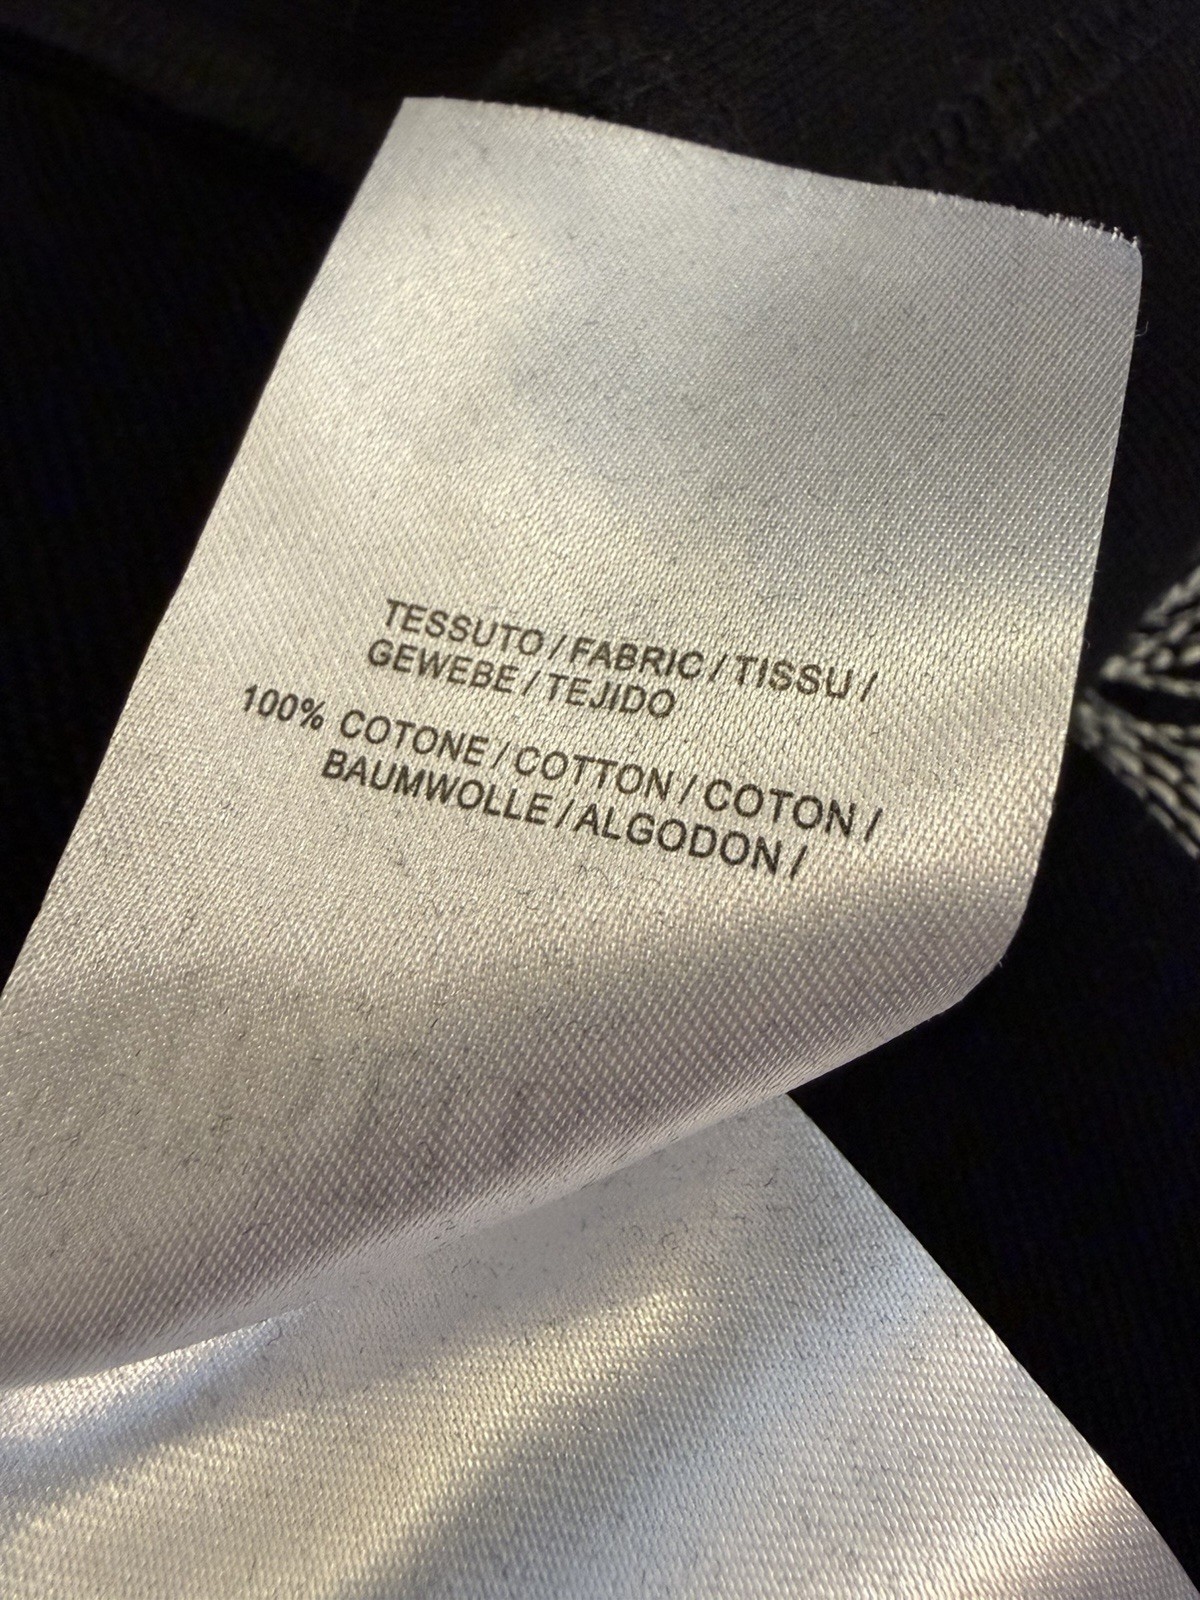 TESSUTO / FABRIC / TISSU /
GEWEBE / TEJIDO
100% COTONE / COTTON / COTON /
BAUMWOLLE / ALGODON /